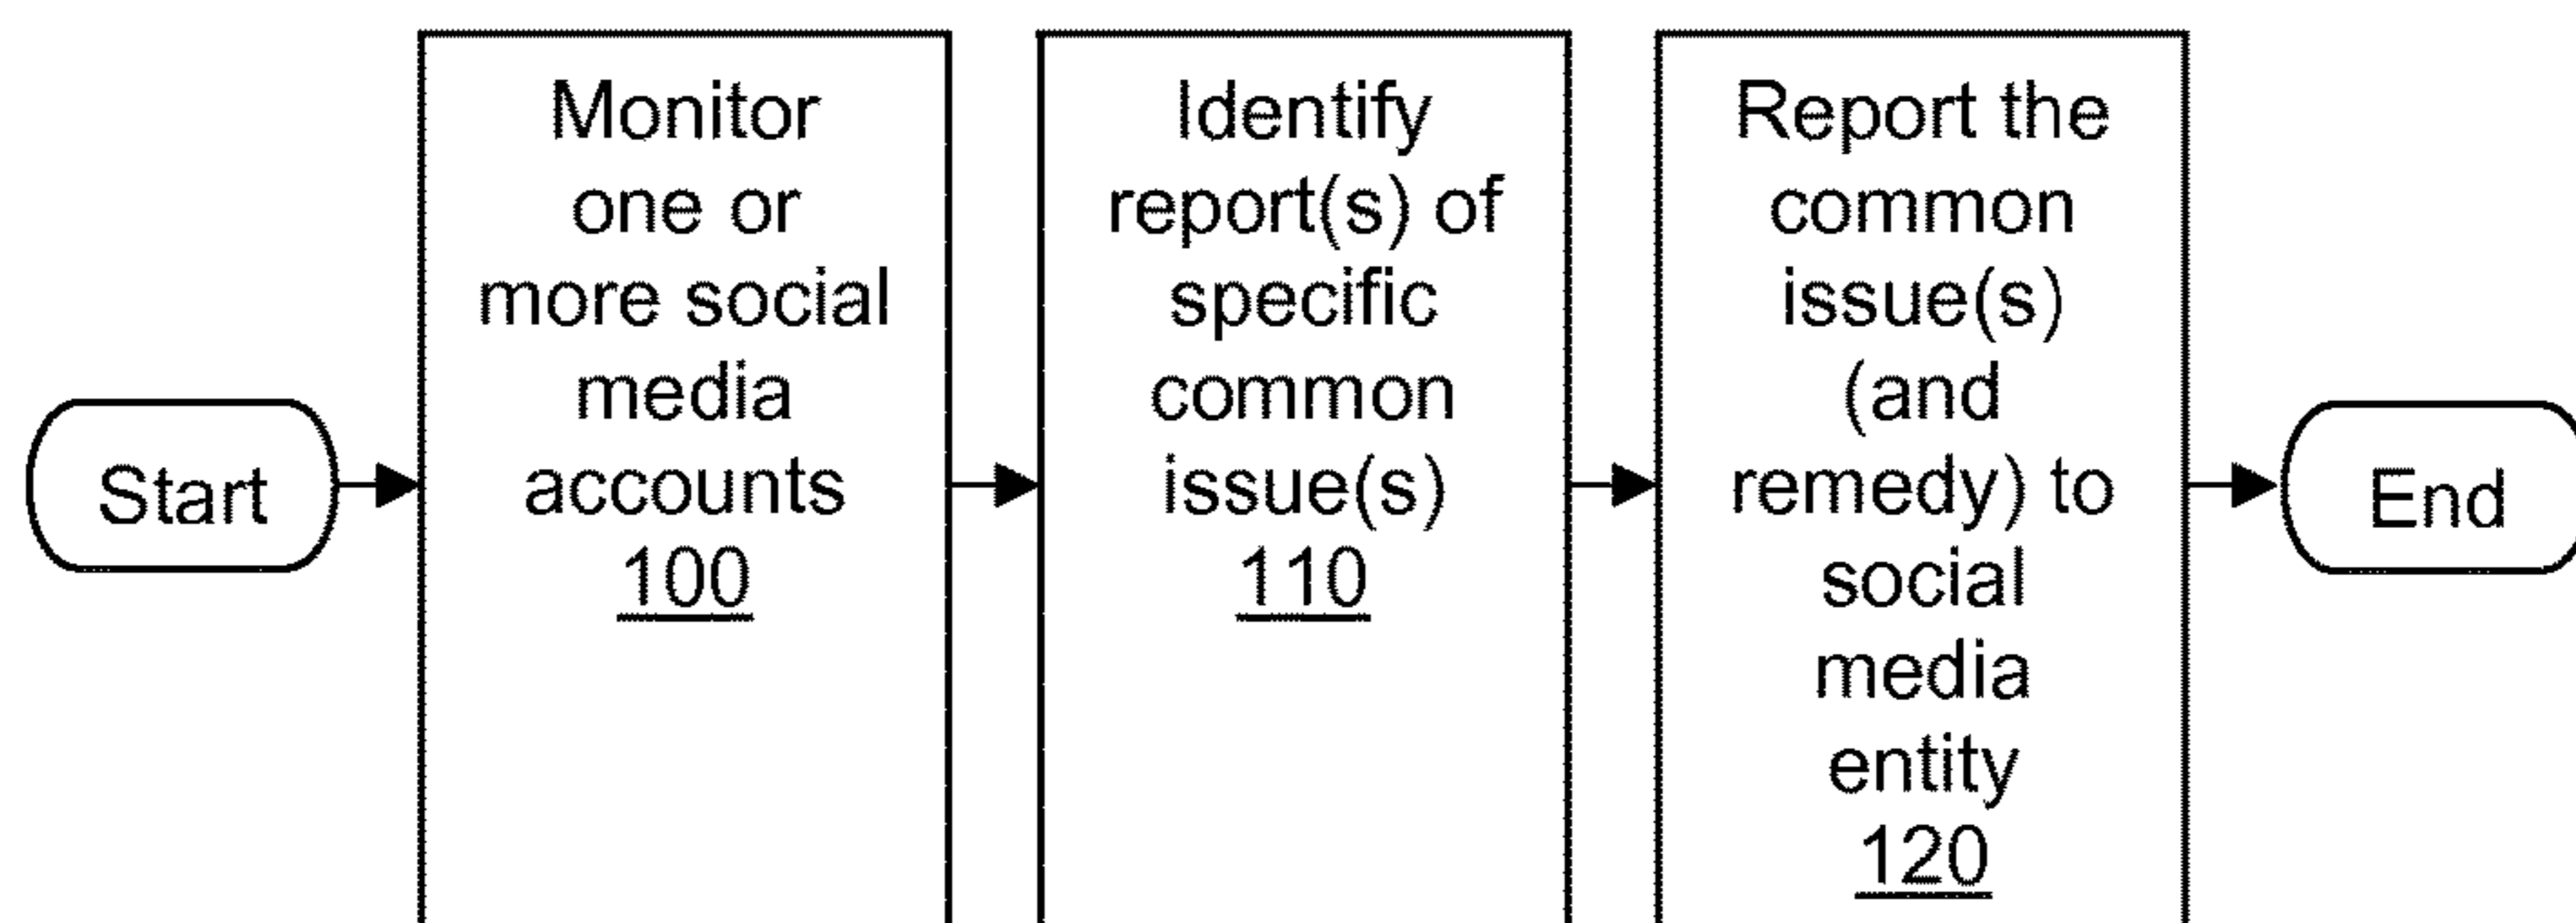 Start
Monitor
one or
more social
media
accounts
100
Identify
report(s) of
specific
common
issue(s)
110
Report the
common
issue(s)
(and
remedy) to
social
media
entity
120
End